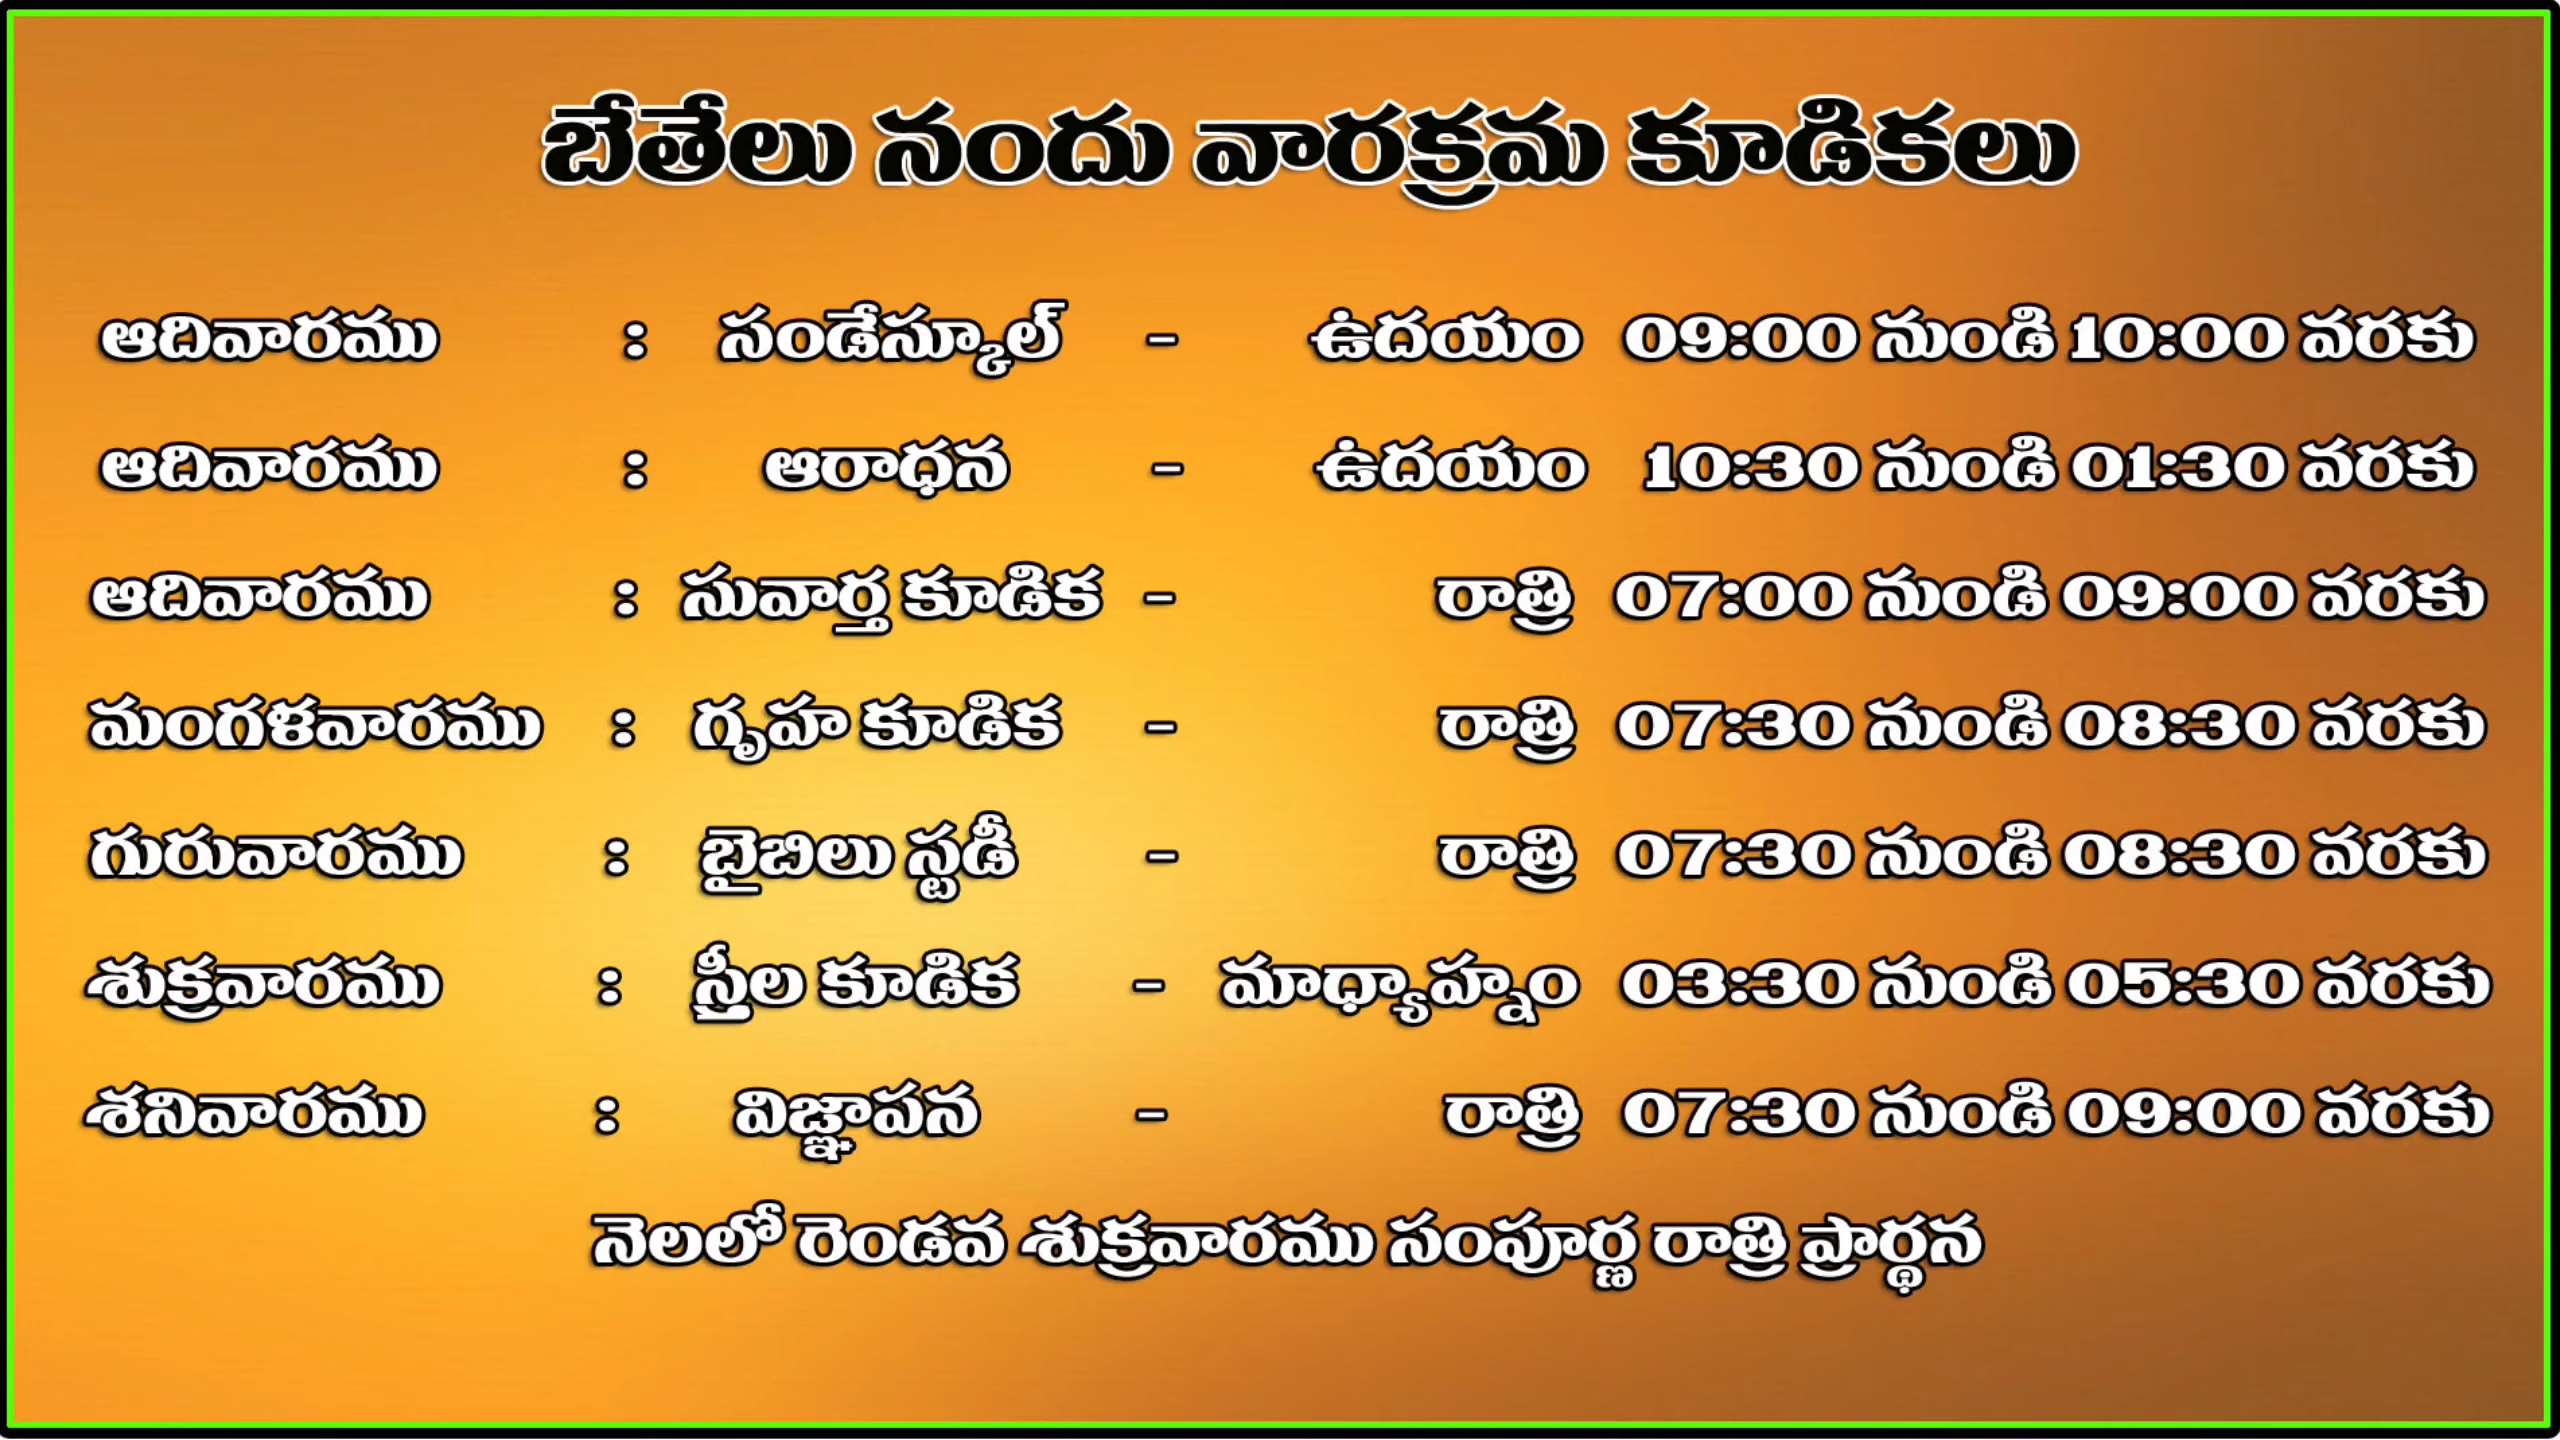 బేతేలు నందు వారక్రమ కూడికలు
ఆదివారము : సండేస్కూల్ - ఉదయం 09:00 నుండి 10:00 వరకు
ఆదివారము : ఆరాధన - ఉదయం 10:30 నుండి 01:30 వరకు
ఆదివారము : సువార్త కూడిక - రాత్రి 07:00 నుండి 09:00 వరకు
మంగళవారము : గృహ కూడిక - రాత్రి 07:30 నుండి 08:30 వరకు
గురువారము : బైబిలు స్టడీ - రాత్రి 07:30 నుండి 08:30 వరకు
శుక్రవారము : స్త్రీల కూడిక - మాధ్యాహ్నం 03:30 నుండి 05:30 వరకు
శనివారము : విజ్ఞాపన - రాత్రి 07:30 నుండి 09:00 వరకు
నెలలో రెండవ శుక్రవారము సంపూర్ణ రాత్రి ప్రార్థన